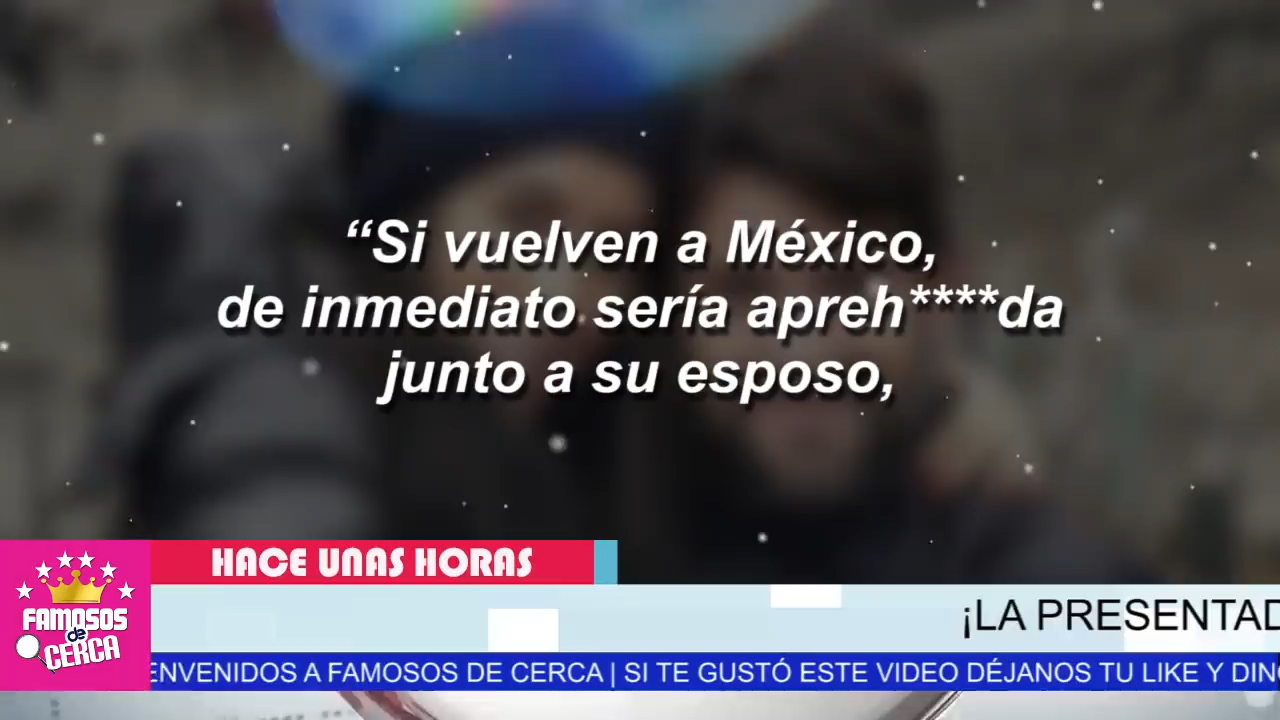 “Si vuelven a México,
de inmediato sería apreh****da
junto a su esposo,
HACE UNAS HORAS
FAMOSOS
de
CERCA
¡LA PRESENTAD
ENVENIDOS A FAMOSOS DE CERCA | SI TE GUSTÓ ESTE VIDEO DÉJANOS TU LIKE Y DINO